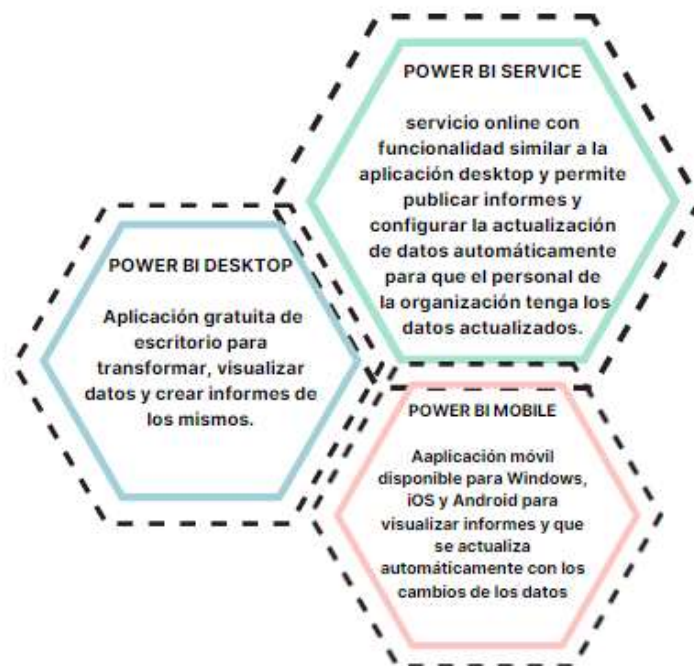 POWER BI SERVICE
servicio online con
funcionalidad similar a la
aplicación desktop y permite
publicar informes y
configurar la actualización
de datos automáticamente
para que el personal de
la organización tenga los
datos actualizados.
POWER BI DESKTOP
Aplicación gratuita de
escritorio para
transformar, visualizar
datos y crear informes de
los mismos.
POWER BI MOBILE
Aaplicación móvil
disponible para Windows,
iOS y Android para
visualizar informes y que
se actualiza
automáticamente con los
cambios de los datos